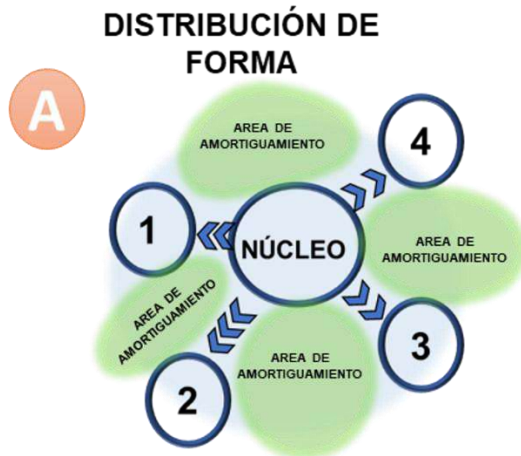 DISTRIBUCIÓN DE
FORMA
A
AREA DE
AMORTIGUAMIENTO
4
1
NÚCLEO
AREA DE
AMORTIGUAMIENTO
AREA DE
AMORTIGUAMIENTO
3
AREA DE
AMORTIGUAMIENTO
2